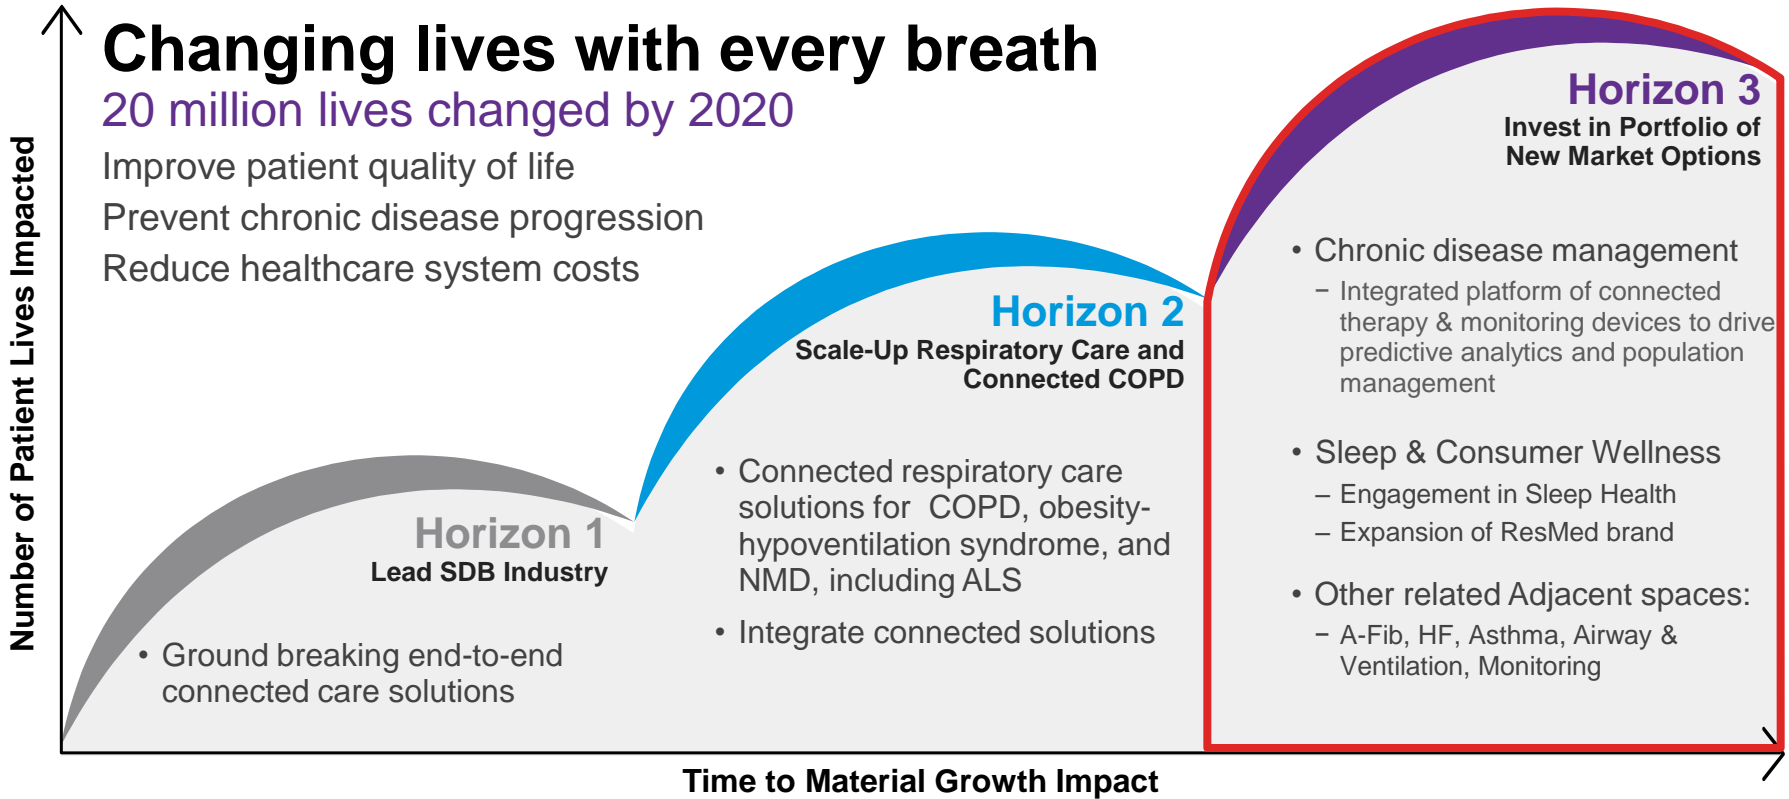 Changing lives with every breath
20 million lives changed by 2020
Improve patient quality of life
Prevent chronic disease progression
Reduce healthcare system costs
Number of Patient Lives Impacted
Horizon 1
Lead SDB Industry
• Ground breaking end-to-end
connected care solutions
Horizon 2
Scale-Up Respiratory Care and
Connected COPD
• Connected respiratory care
solutions for COPD, obesity-
hypoventilation syndrome, and
NMD, including ALS
• Integrate connected solutions
Horizon 3
Invest in Portfolio of
New Market Options
• Chronic disease management
− Integrated platform of connected
therapy & monitoring devices to drive
predictive analytics and population
management
• Sleep & Consumer Wellness
– Engagement in Sleep Health
– Expansion of ResMed brand
• Other related Adjacent spaces:
− A-Fib, HF, Asthma, Airway &
Ventilation, Monitoring
Time to Material Growth Impact